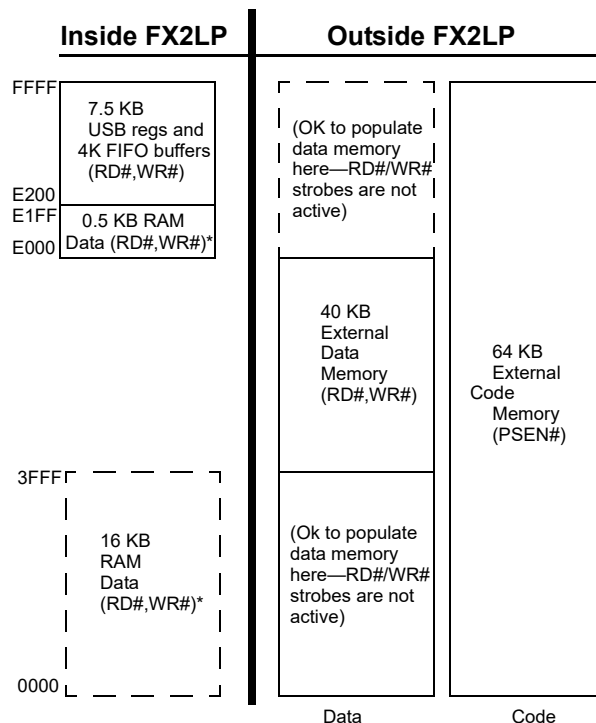 Inside FX2LP
Outside FX2LP
FFFF
7.5 KB
USB regs and
4K FIFO buffers
(RD#,WR#)
E200
E1FF
0.5 KB RAM
Data (RD#,WR#)*
E000
(OK to populate
data memory
here—RD#/WR#
strobes are not
active)
40 KB
External
Data
Memory
(RD#,WR#)
64 KB
External
Code
Memory
(PSEN#)
3FFF
16 KB
RAM
Data
(RD#,WR#)*
(Ok to populate
data memory
here—RD#/WR#
strobes are not
active)
0000
Data
Code